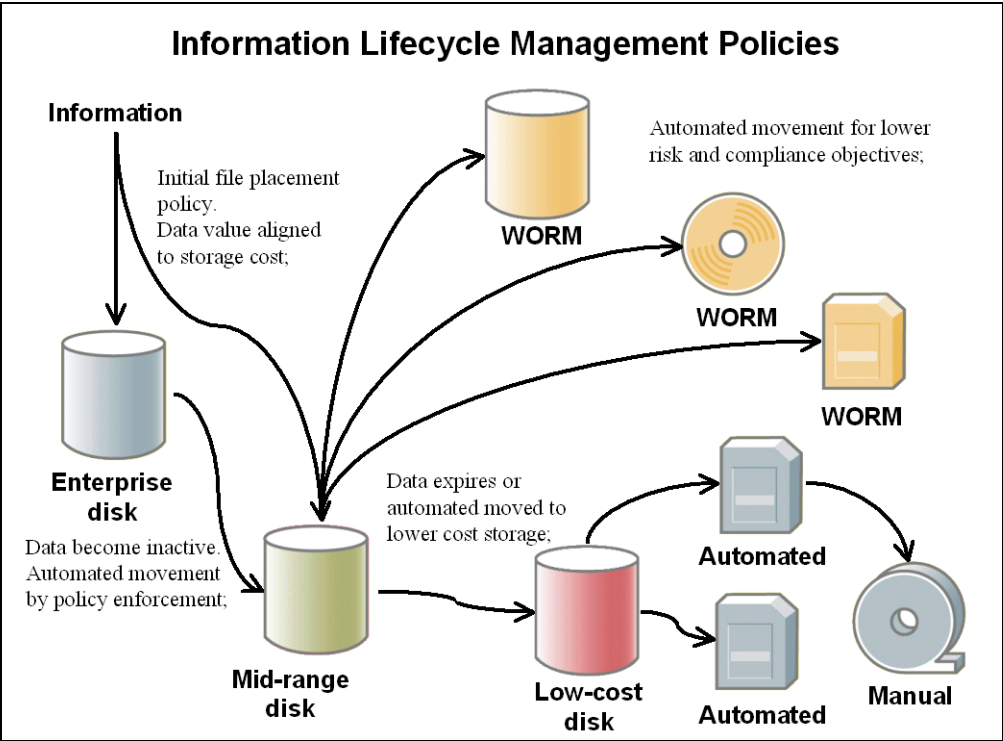 Information Lifecycle Management Policies
Information
Initial file placement
policy.
Data value aligned
to storage cost;
WORM
Automated movement for lower
risk and compliance objectives;
WORM
WORM
Enterprise
disk
Data become inactive.
Automated movement
by policy enforcement;
Mid-range
disk
Data expires or
automated moved to
lower cost storage;
Low-cost
disk
Automated
Automated
Manual